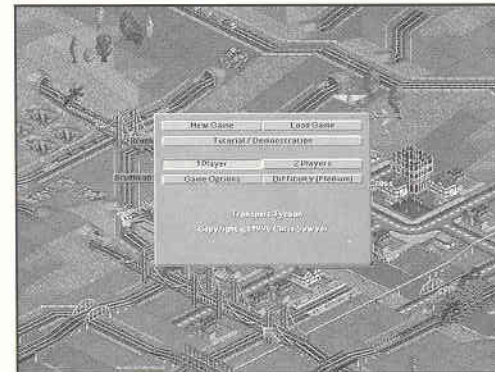 New Game Load Game
Tutorial / Demonstration
1 Player 2 Players
Game Options Difficulty (Medium)
Transport Tycoon
Copyright © Chris Sawyer